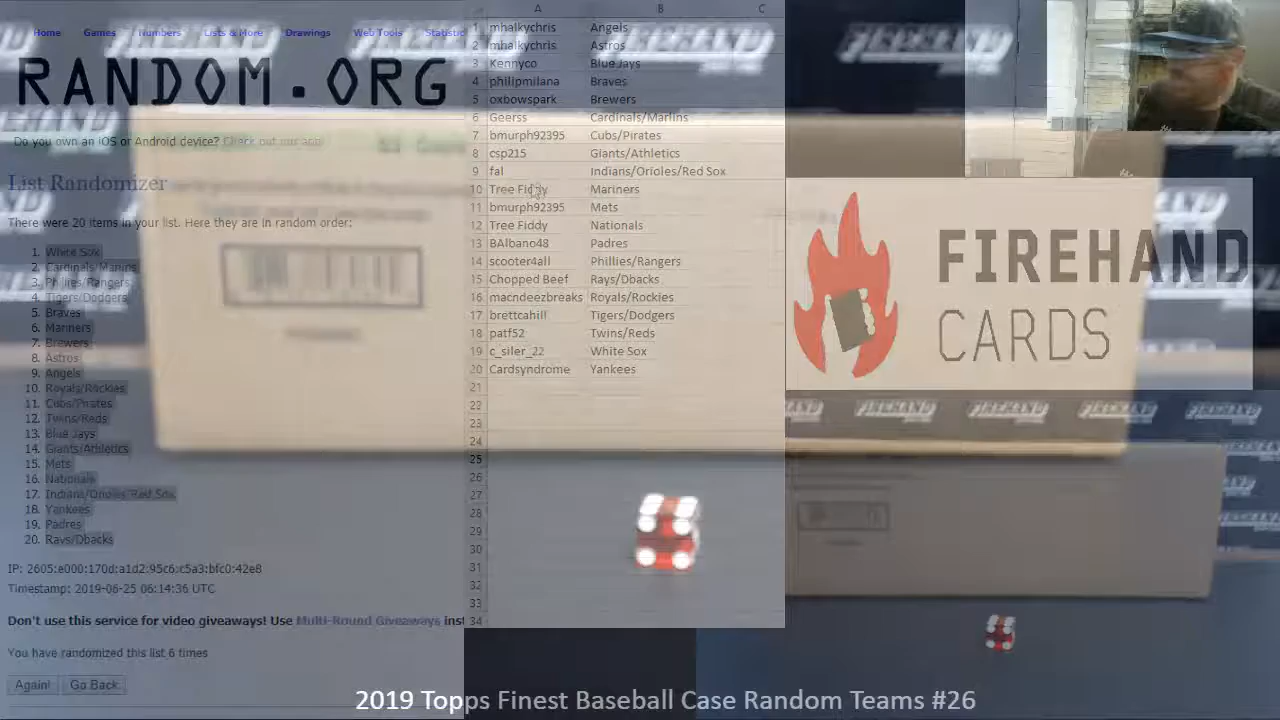 Home Games Numbers Lists & More Drawings Web Tools Statistic
RANDOM.ORG
Do you own an iOS or Android device? Check out our app!
List Randomizer
There were 20 items in your list. Here they are in random order:
1. White Sox
2. Cardinals/Marlins
3. Phillies/Rangers
4. Tigers/Dodgers
5. Braves
6. Mariners
7. Brewers
8. Astros
9. Angels
10. Royals/Rockies
11. Cubs/Pirates
12. Twins/Reds
13. Blue Jays
14. Giants/Athletics
15. Mets
16. Nationals
17. Indians/Orioles/Red Sox
18. Yankees
19. Padres
20. Rays/Dbacks
IP: 2605:e000:170d:a1d2:95c6:c5a3:bfc0:42e8
Timestamp: 2019-06-25 06:14:36 UTC
Don't use this service for video giveaways! Use Multi-Round Giveaways inst
You have randomized this list 6 times
Again! Go Back
A B C
1 mhalkychris Angels
2 mhalkychris Astros
3 Kennyco Blue Jays
4 philipmilana Braves
5 oxbowspark Brewers
6 Geerss Cardinals/Marlins
7 bmurph92395 Cubs/Pirates
8 csp215 Giants/Athletics
9 fal Indians/Orioles/Red Sox
10 Tree Fiddy Mariners
11 bmurph92395 Mets
12 Tree Fiddy Nationals
13 BAlbano48 Padres
14 scooter4all Phillies/Rangers
15 Chopped Beef Rays/Dbacks
16 macndeezbreaks Royals/Rockies
17 brettcahill Tigers/Dodgers
18 patf52 Twins/Reds
19 c_siler_22 White Sox
20 Cardsyndrome Yankees
21
22
23
24
25
26
27
28
29
30
31
32
33
34
FIREHAND
CARDS
FIREHAND FIREHAND FIREHAND FIREHAND
2019 Topps Finest Baseball Case Random Teams #26